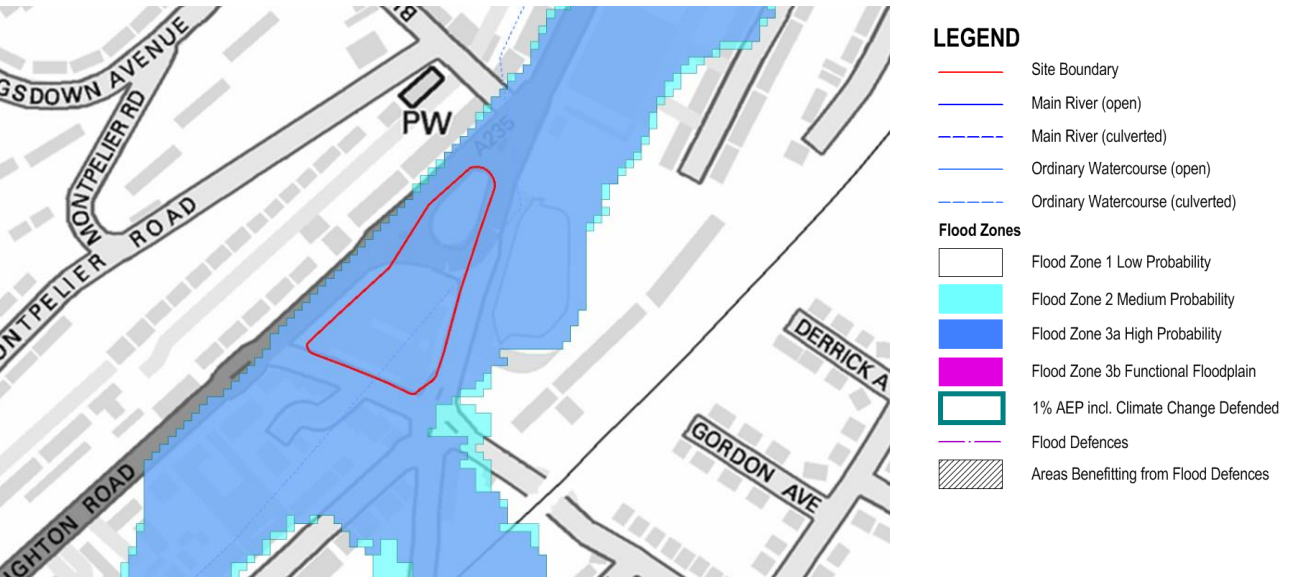 GSDOWN AVENUE
MONTPELIER RD
PW
A235
ONTPELIER ROAD
IGHTON ROAD
DERRICK A
GORDON AVE
LEGEND
Site Boundary
Main River (open)
Main River (culverted)
Ordinary Watercourse (open)
Ordinary Watercourse (culverted)
Flood Zones
Flood Zone 1 Low Probability
Flood Zone 2 Medium Probability
Flood Zone 3a High Probability
Flood Zone 3b Functional Floodplain
1% AEP incl. Climate Change Defended
Flood Defences
Areas Benefitting from Flood Defences